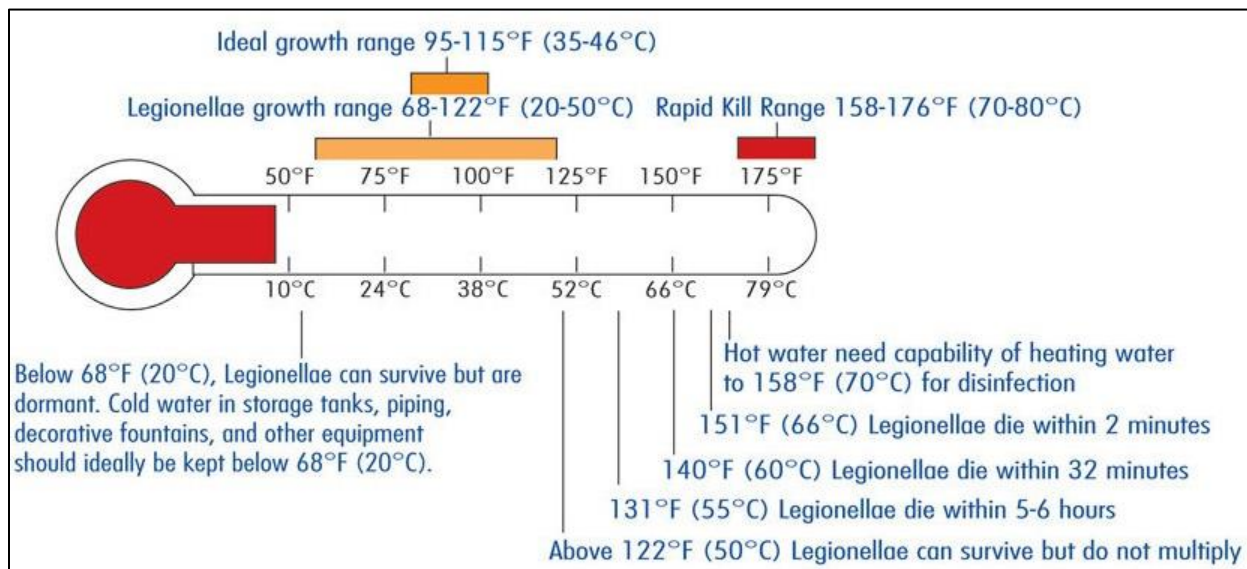 Ideal growth range 95-115°F (35-46°C)
Legionellae growth range 68-122°F (20-50°C)
Rapid Kill Range 158-176°F (70-80°C)
50°F 75°F 100°F 125°F 150°F 175°F
10°C 24°C 38°C 52°C 66°C 79°C
Below 68°F (20°C), Legionellae can survive but are
dormant. Cold water in storage tanks, piping,
decorative fountains, and other equipment
should ideally be kept below 68°F (20°C).
Hot water need capability of heating water
to 158°F (70°C) for disinfection
151°F (66°C) Legionellae die within 2 minutes
140°F (60°C) Legionellae die within 32 minutes
131°F (55°C) Legionellae die within 5-6 hours
Above 122°F (50°C) Legionellae can survive but do not multiply